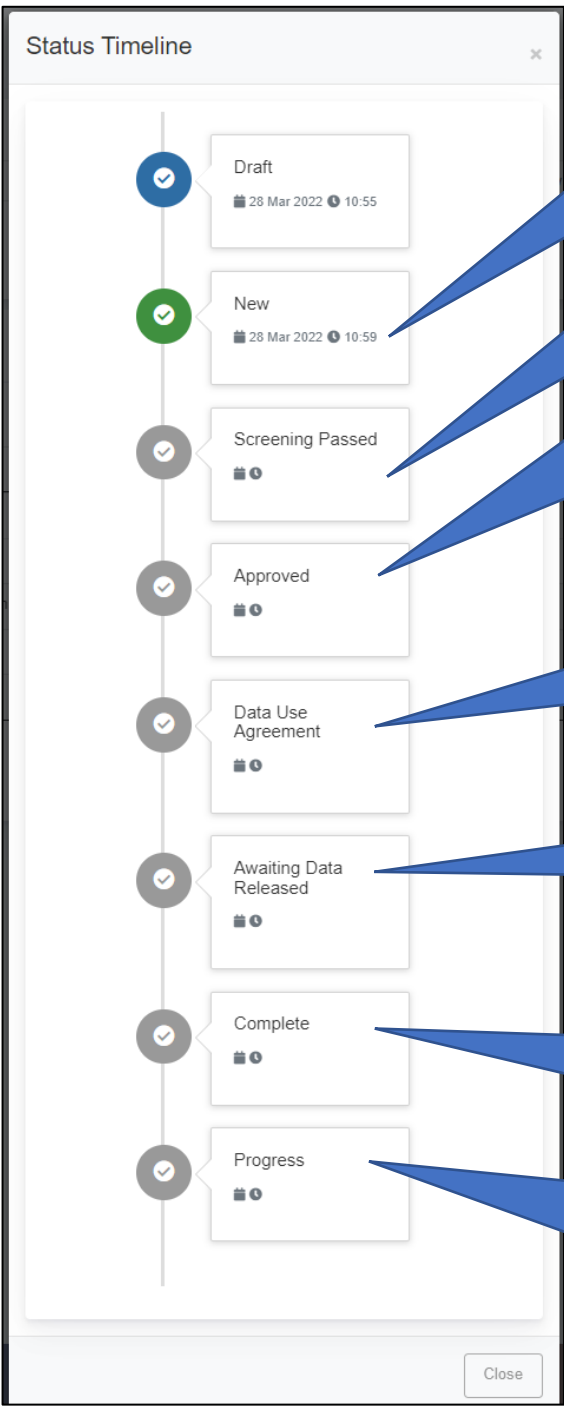 Status Timeline
×
Draft
28 Mar 2022 10:55
New
28 Mar 2022 10:59
Screening Passed
Approved
Data Use
Agreement
Awaiting Data
Released
Complete
Progress
Close